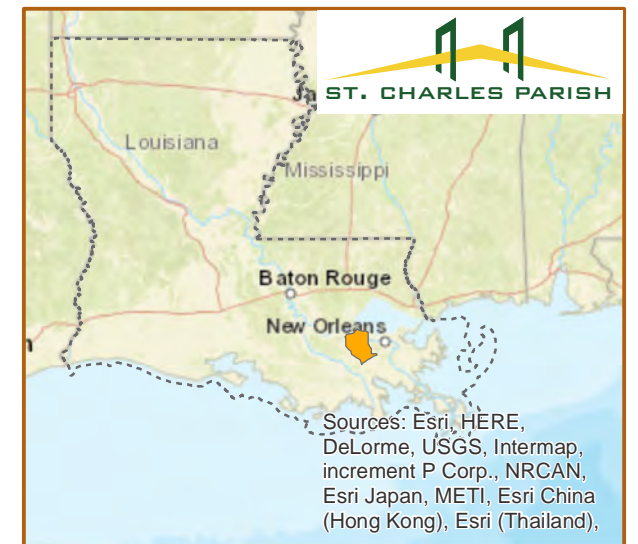 ST. CHARLES PARISH
Ja
Louisiana
Mississippi
Baton Rouge
New Orleans
n
Sources: Esri, HERE,
DeLorme, USGS, Intermap,
increment P Corp., NRCAN,
Esri Japan, METI, Esri China
(Hong Kong), Esri (Thailand),